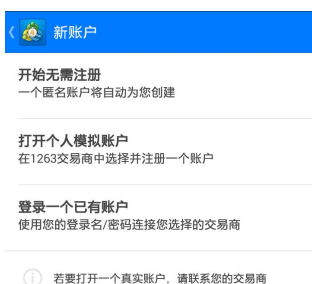 新账户
开始无需注册
一个匿名账户将自动为您创建
打开个人模拟账户
在1263交易商中选择并注册一个账户
登录一个已有账户
使用您的登录名/密码连接您选择的交易商
若要打开一个真实账户，请联系您的交易商